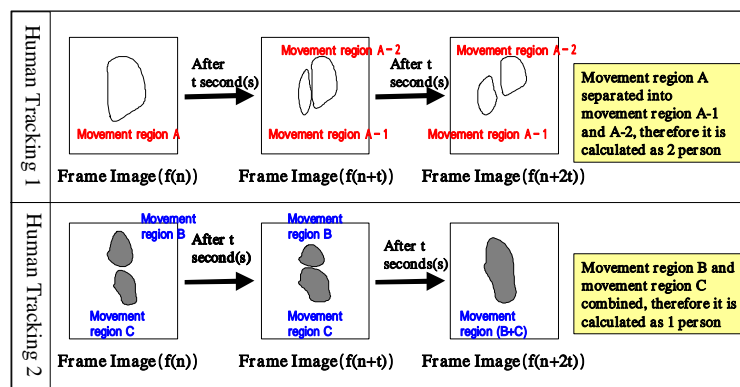 Human Tracking 1
After
t second(s)
After t
second(s)
Movement region A-2
Movement region A-2
Movement region A
Movement region A-1
Movement region A-1
Movement region A
separated into
movement region A-1
and A-2, therefore it is
calculated as 2 person
Frame Image(f(n))
Frame Image(f(n+t))
Frame Image(f(n+2t))
Human Tracking 2
Movement
region B
After t
second(s)
Movement
region B
After t
seconds(s)
Movement
region C
Movement
region C
Movement
region (B+C)
Movement region B and
movement region C
combined, therefore it is
calculated as 1 person
Frame Image(f(n))
Frame Image(f(n+t))
Frame Image(f(n+2t))